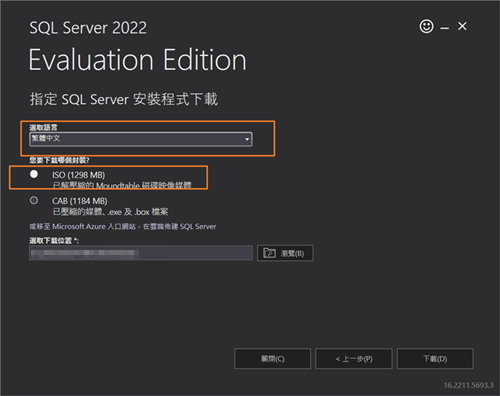 SQL Server 2022
Evaluation Edition
指定 SQL Server 安裝程式下載
選取語言
繁體中文
您要下載哪個封裝?
ISO (1298 MB)
已解壓縮的 Moundtable 磁碟映像媒體
CAB (1184 MB)
已壓縮的媒體、.exe 及 .box 檔案
或移至 Microsoft Azure 入口網站，在雲端佈建 SQL Server
選取下載位置 *:
瀏覽(B)
關閉(C)
< 上一步(P)
下載(D)
16.2211.5693.3